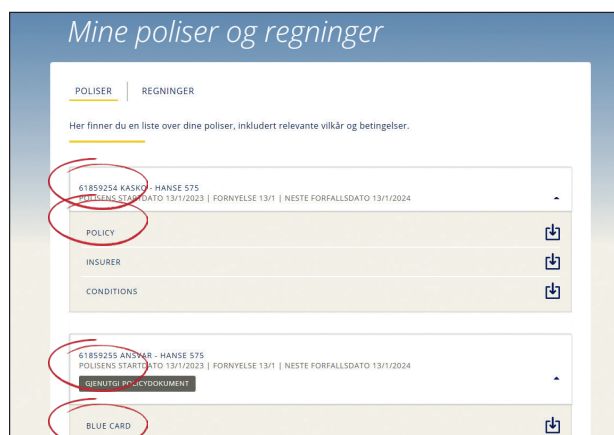 Mine poliser og regninger
POLISER REGNINGER
Her finner du en liste over dine poliser, inkludert relevante vilkår og betingelser.
61859254 KASKO - HANSE 575
POLISENS STARTDATO 13/1/2023 | FORNYELSE 13/1 | NESTE FORFALLSDATO 13/1/2024
POLICY
INSURER
CONDITIONS
61859255 ANSVAR - HANSE 575
POLISENS STARTDATO 13/1/2023 | FORNYELSE 13/1 | NESTE FORFALLSDATO 13/1/2024
GJENUTGI POLICYDOKUMENT
BLUE CARD